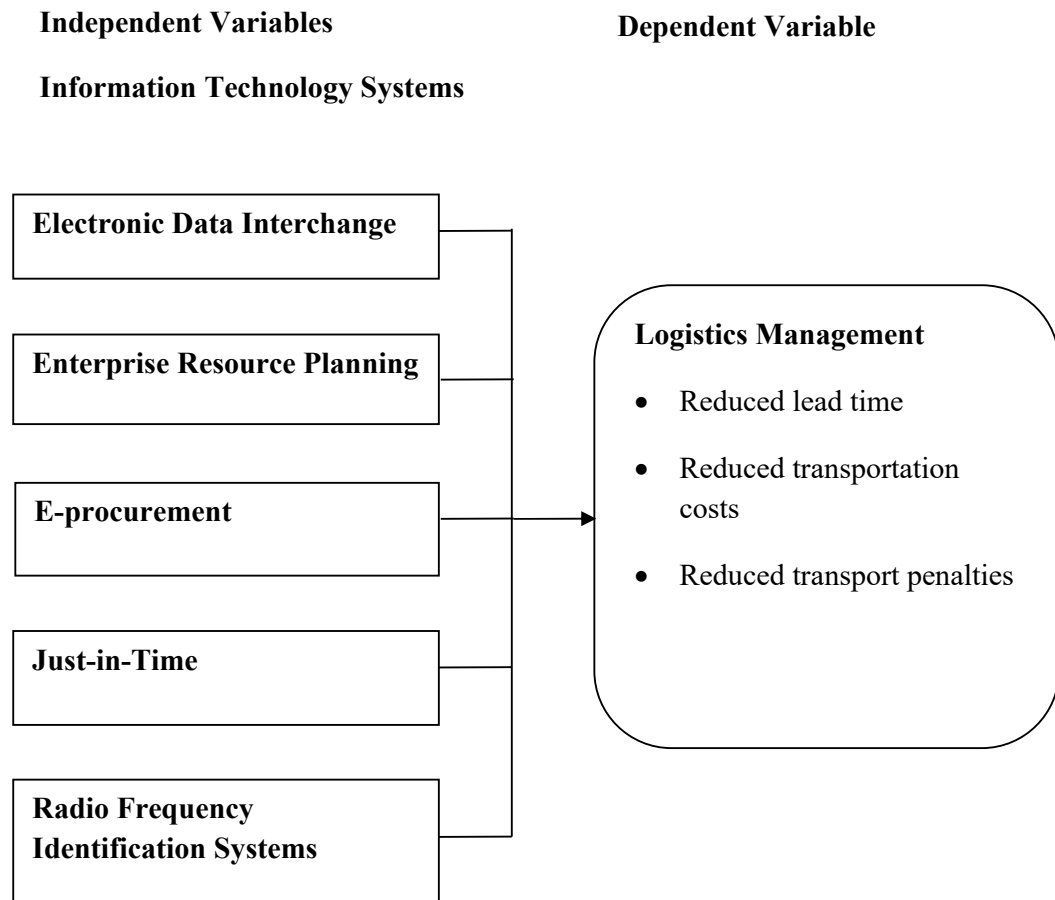 Independent Variables
Dependent Variable
Information Technology Systems
Electronic Data Interchange
Enterprise Resource Planning
E-procurement
Just-in-Time
Radio Frequency
Identification Systems
Logistics Management
• Reduced lead time
• Reduced transportation
costs
• Reduced transport penalties